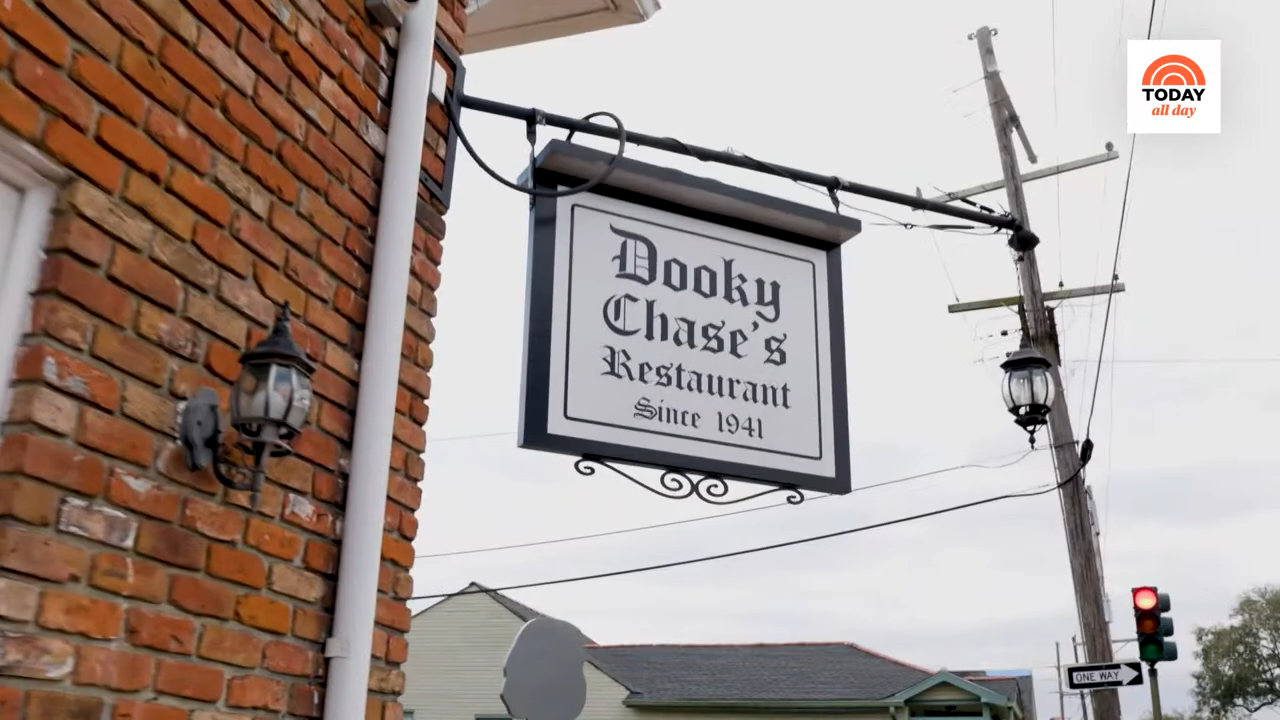 TODAY
all day
Dooky
Chase's
Restaurant
Since 1941
ONE WAY